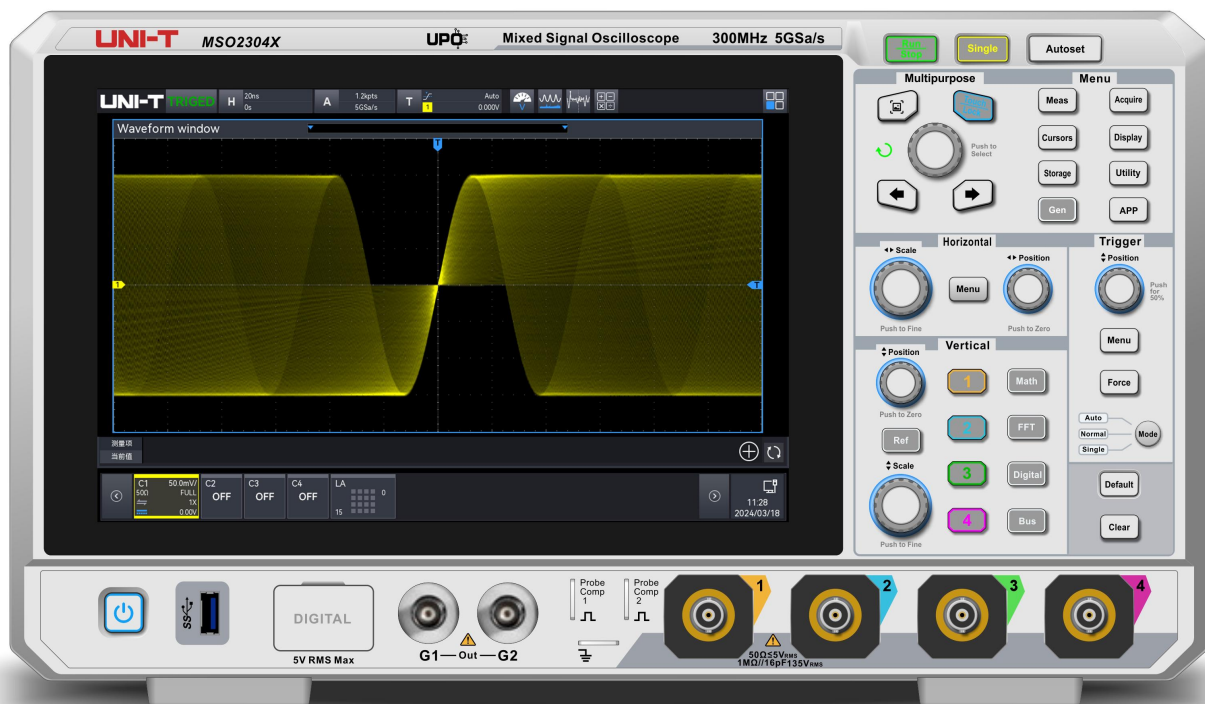 UNI-T MSO2304X UPO Mixed Signal Oscilloscope 300MHz 5GSa/s
Single
Autoset
UNI-T TRIGED H 20ns 0s A 1.2kpts 5GSa/s T 1 Auto 0.000V
V
Waveform window
T
1
T
测量项
当前值
C1 50.0mV/
50Ω FULL
1X
0.00V
C2
OFF
C3
OFF
C4
OFF
LA
0
15
11:28
2024/03/18
Multipurpose
Push to
Select
Menu
Meas
Acquire
Cursors
Display
Storage
Utility
Gen
APP
Horizontal
Scale
Position
Menu
Push to Fine
Push to Zero
Trigger
Position
Push
for
50%
Menu
Force
Auto
Normal
Single
Mode
Default
Clear
Vertical
Position
Push to Zero
Ref
Scale
Push to Fine
1
Math
2
FFT
3
Digital
4
Bus
SS
DIGITAL
5V RMS Max
G1 Out G2
Probe
Comp
1
Probe
Comp
2
1
2
3
4
50Ω≤5VRMS
1MΩ//16pF135VRMS